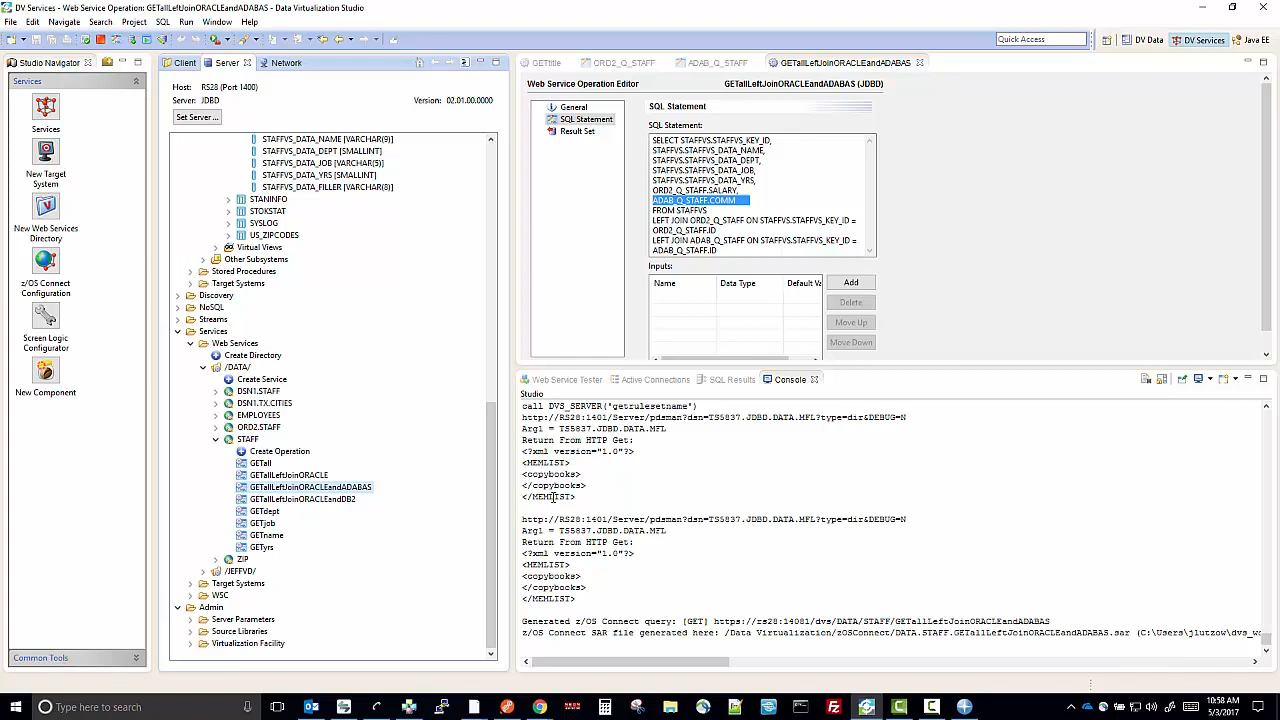 DV Services - Web Service Operation: GETallLeftJoinORACLEandADABAS - Data Virtualization Studio
File Edit Navigate Search Project SQL Run Window Help
Quick Access
DV Data
DV Services
Java EE
Studio Navigator
Services
Services
New Target
System
New Web Services
Directory
z/OS Connect
Configuration
Screen Logic
Configurator
New Component
Common Tools
Client
Server
Network
Host: RS28 (Port 1400)
Server: JDBD
Version: 02.01.00.0000
Set Server ...
STAFFVS_DATA_NAME [VARCHAR(9)]
STAFFVS_DATA_DEPT [SMALLINT]
STAFFVS_DATA_JOB [VARCHAR(5)]
STAFFVS_DATA_YRS [SMALLINT]
STAFFVS_DATA_FILLER [VARCHAR(8)]
STANINFO
STOKSTAT
SYSLOG
US_ZIPCODES
Virtual Views
Other Subsystems
Stored Procedures
Target Systems
Discovery
NoSQL
Streams
Services
Web Services
Create Directory
/DATA/
Create Service
DSN1.STAFF
DSN1.TX.CITIES
EMPLOYEES
ORD2.STAFF
STAFF
Create Operation
GETall
GETallLeftJoinORACLE
GETallLeftJoinORACLEandADABAS
GETallLeftJoinORACLEandDB2
GETdept
GETjob
GETname
GETyrs
ZIP
/JEFFVD/
Target Systems
WSC
Admin
Server Parameters
Source Libraries
Virtualization Facility
GETtitle
ORD2_Q_STAFF
ADAB_Q_STAFF
GETallLeftJoinORACLEandADABAS
Web Service Operation Editor
GETallLeftJoinORACLEandADABAS (JDBD)
General
SQL Statement
Result Set
SQL Statement
SQL Statement:
SELECT STAFFVS.STAFFVS_KEY_ID,
STAFFVS.STAFFVS_DATA_NAME,
STAFFVS.STAFFVS_DATA_DEPT,
STAFFVS.STAFFVS_DATA_JOB,
STAFFVS.STAFFVS_DATA_YRS,
ORD2_Q_STAFF.SALARY,
ADAB_Q_STAFF.COMM
FROM STAFFVS
LEFT JOIN ORD2_Q_STAFF ON STAFFVS.STAFFVS_KEY_ID =
ORD2_Q_STAFF.ID
LEFT JOIN ADAB_Q_STAFF ON STAFFVS.STAFFVS_KEY_ID =
ADAB_Q_STAFF.ID
Inputs:
Name Data Type Default Va
Add
Delete
Move Up
Move Down
Web Service Tester
Active Connections
SQL Results
Console
Studio
call DVS_SERVER("getrulesetname")
http://RS28:1401/Server/pdsman?dsn=TS5837.JDBD.DATA.MFL?type=dir&DEBUG=N
Arg1 = TS5837.JDBD.DATA.MFL
Return From HTTP Get:
<?xml version="1.0"?>
<MEMLIST>
<copybooks>
</copybooks>
</MEMLIST>
http://RS28:1401/Server/pdsman?dsn=TS5837.JDBD.DATA.MFL?type=dir&DEBUG=N
Arg1 = TS5837.JDBD.DATA.MFL
Return From HTTP Get:
<?xml version="1.0"?>
<MEMLIST>
<copybooks>
</copybooks>
</MEMLIST>
Generated z/OS Connect query: [GET] https://rs28:14081/dvs/DATA/STAFF/GETallLeftJoinORACLEandADABAS
z/OS Connect SAR file generated here: /Data Virtualization/zOSConnect/DATA.STAFF.GETallLeftJoinORACLEandADABAS.sar (C:\Users\jlutzow\dvs_wo
Type here to search
10:58 AM
5/3/2017